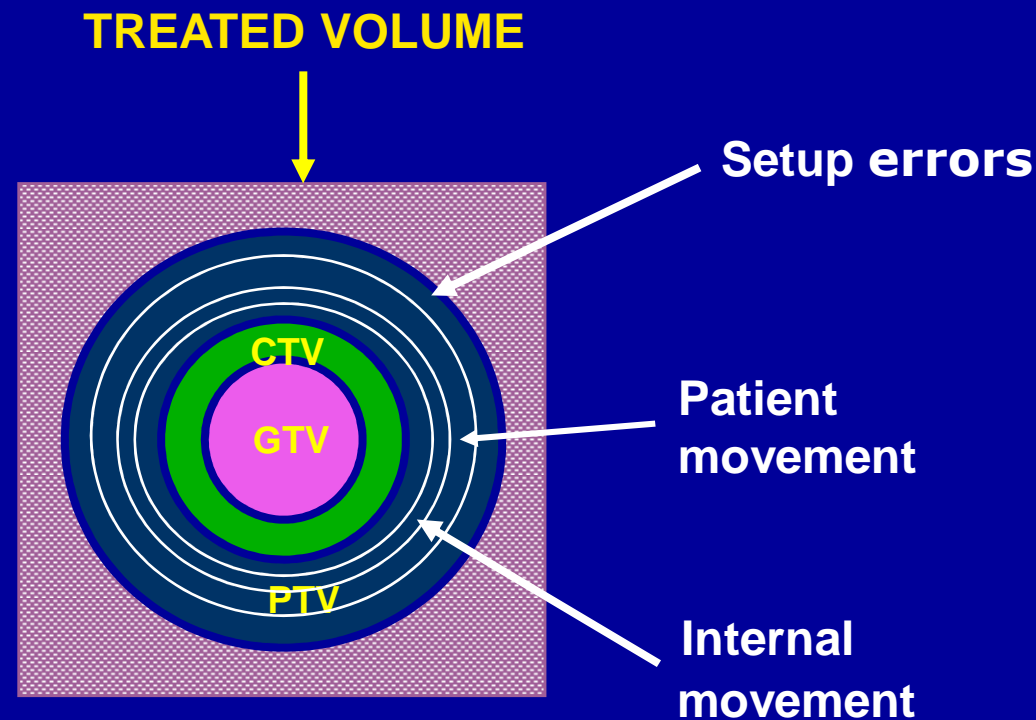 TREATED VOLUME
Setup errors
CTV
GTV
Patient
movement
PTV
Internal
movement